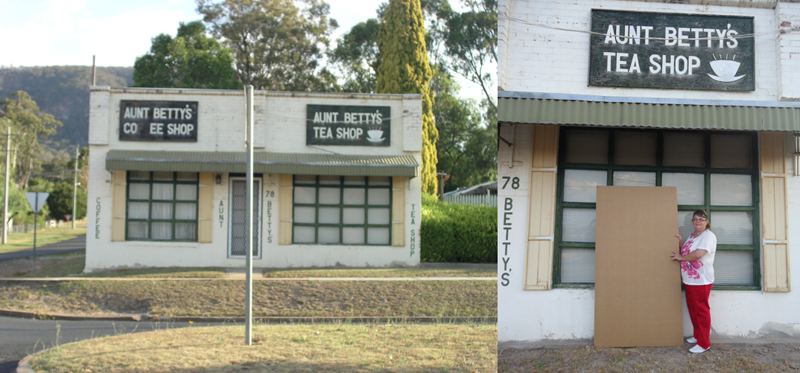 AUNT BETTY'S
CO EE SHOP
AUNT BETTY'S
TEA SHOP
COFFEE
AUNT
78
BETTYS
TEA SHOP
AUNT BETTY'S
TEA SHOP
78
BETTY'S